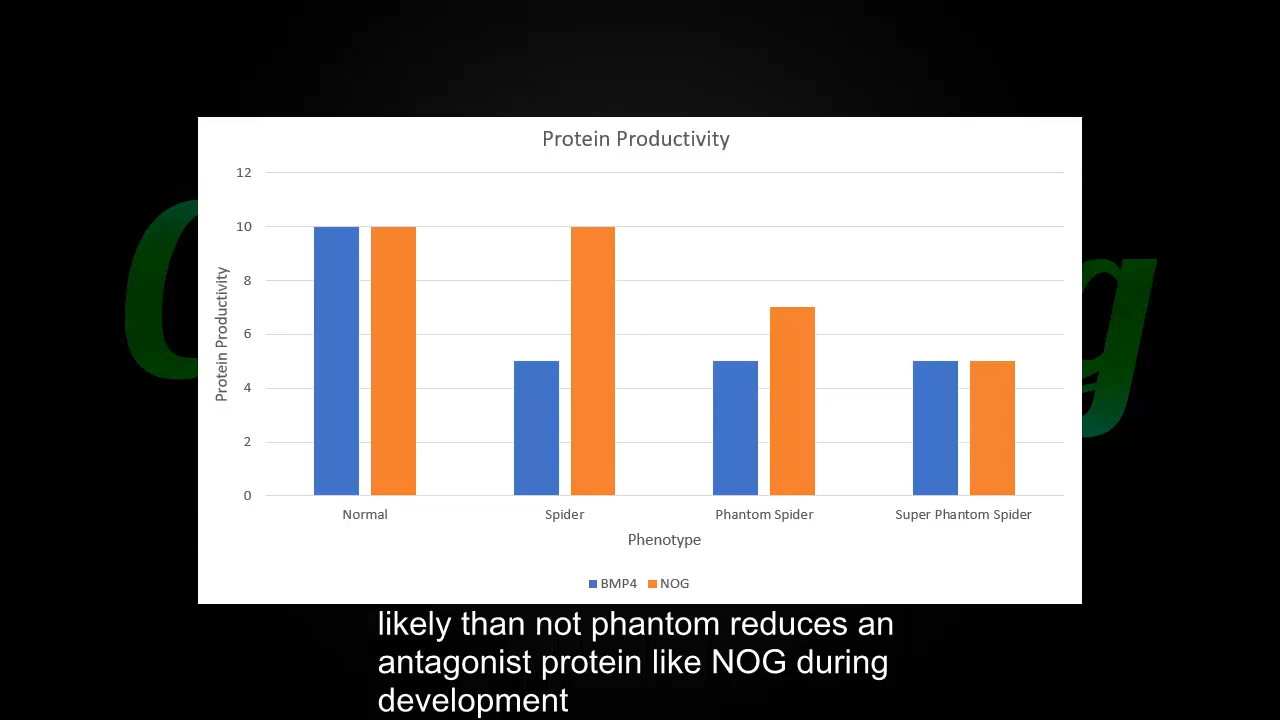 Protein Productivity
12
10
8
6
4
2
0
Protein Productivity
Normal
Spider
Phantom Spider
Super Phantom Spider
Phenotype
BMP4 NOG
likely than not phantom reduces an
antagonist protein like NOG during
development